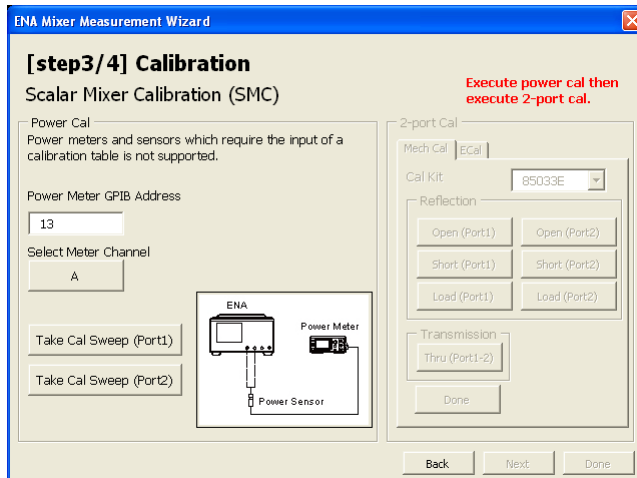 ENA Mixer Measurement Wizard
[step3/4] Calibration
Scalar Mixer Calibration (SMC)
Execute power cal then
execute 2-port cal.
Power Cal
Power meters and sensors which require the input of a
calibration table is not supported.
Power Meter GPIB Address
13
Select Meter Channel
A
Take Cal Sweep (Port1)
Take Cal Sweep (Port2)
ENA
Power Meter
Power Sensor
2-port Cal
Mech Cal ECal
Cal Kit 85033E
Reflection
Open (Port1) Open (Port2)
Short (Port1) Short (Port2)
Load (Port1) Load (Port2)
Transmission
Thru (Port1-2)
Done
Back Next Done